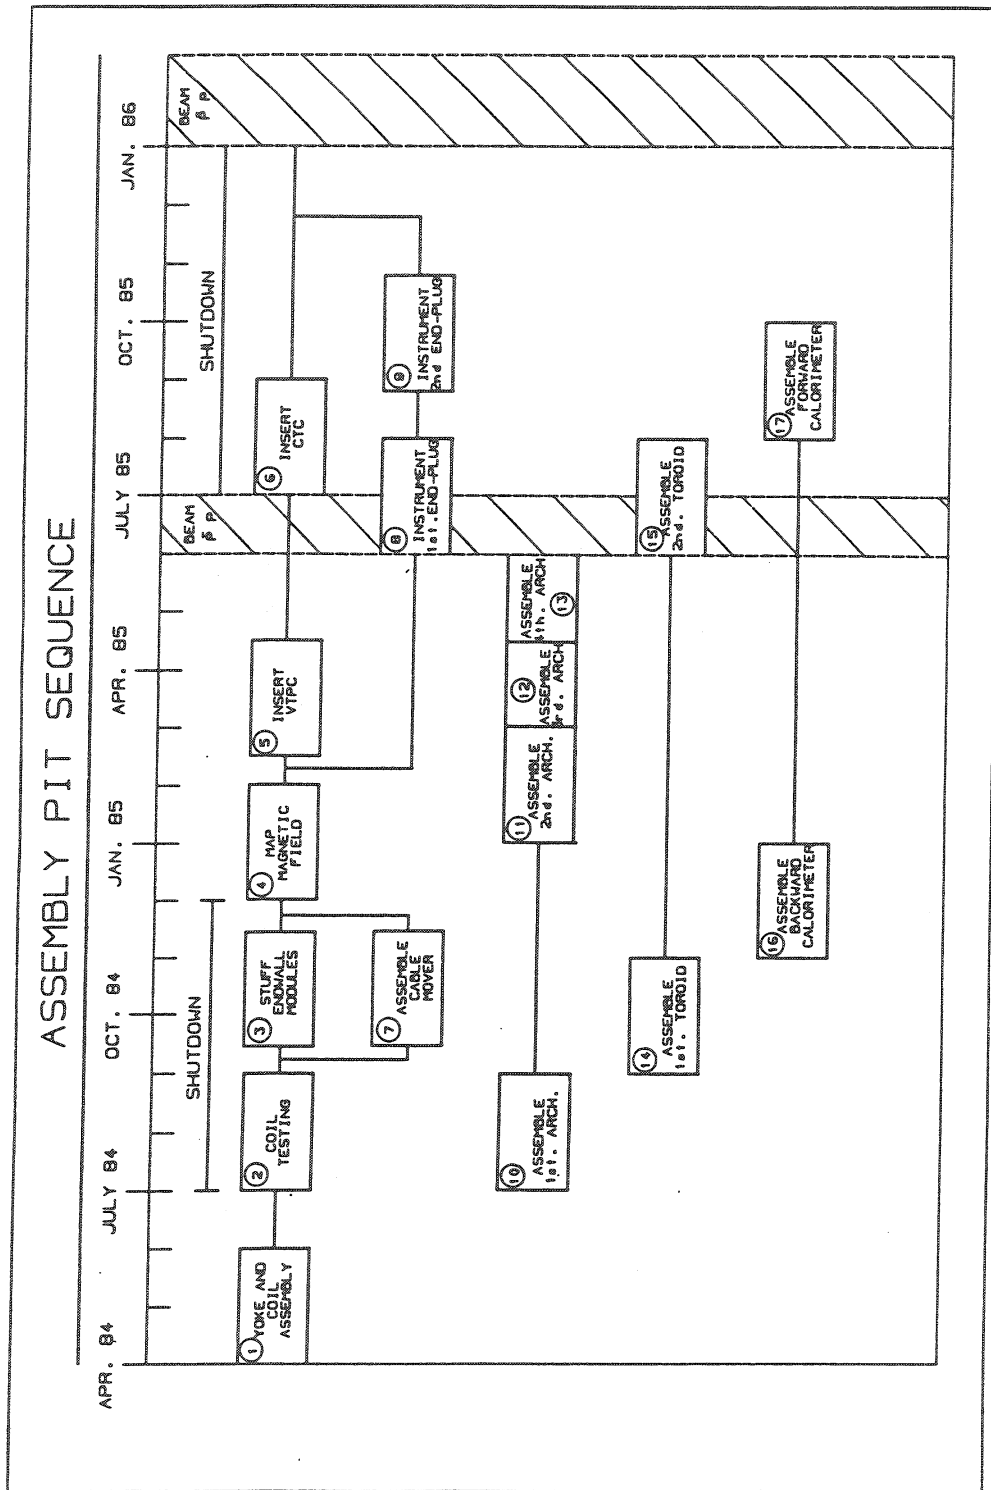 ASSEMBLY PIT SEQUENCE
APR. 84
JULY 84
OCT. 84
JAN. 85
APR. 85
JULY 85
OCT. 85
JAN. 86
BEAM
p̄ p
BEAM
p̄ p
SHUTDOWN
SHUTDOWN
1
YOKE AND
COIL
ASSEMBLY
2
COIL
TESTING
3
STUFF
ENDWALL
MODULES
4
MAP
MAGNETIC
FIELD
5
INSERT
VTPC
6
INSERT
CTC
7
ASSEMBLE
CABLE
MOVER
8
INSTRUMENT
1st. END-PLUG
9
INSTRUMENT
2nd END-PLUG
10
ASSEMBLE
1st. ARCH.
11
ASSEMBLE
2nd. ARCH.
12
ASSEMBLE
3rd. ARCH
ASSEMBLE
4th. ARCH
13
14
ASSEMBLE
1st. TOROID
15
ASSEMBLE
2nd. TOROID
16
ASSEMBLE
BACKWARD
CALORIMETER
17
ASSEMBLE
FORWARD
CALORIMETER